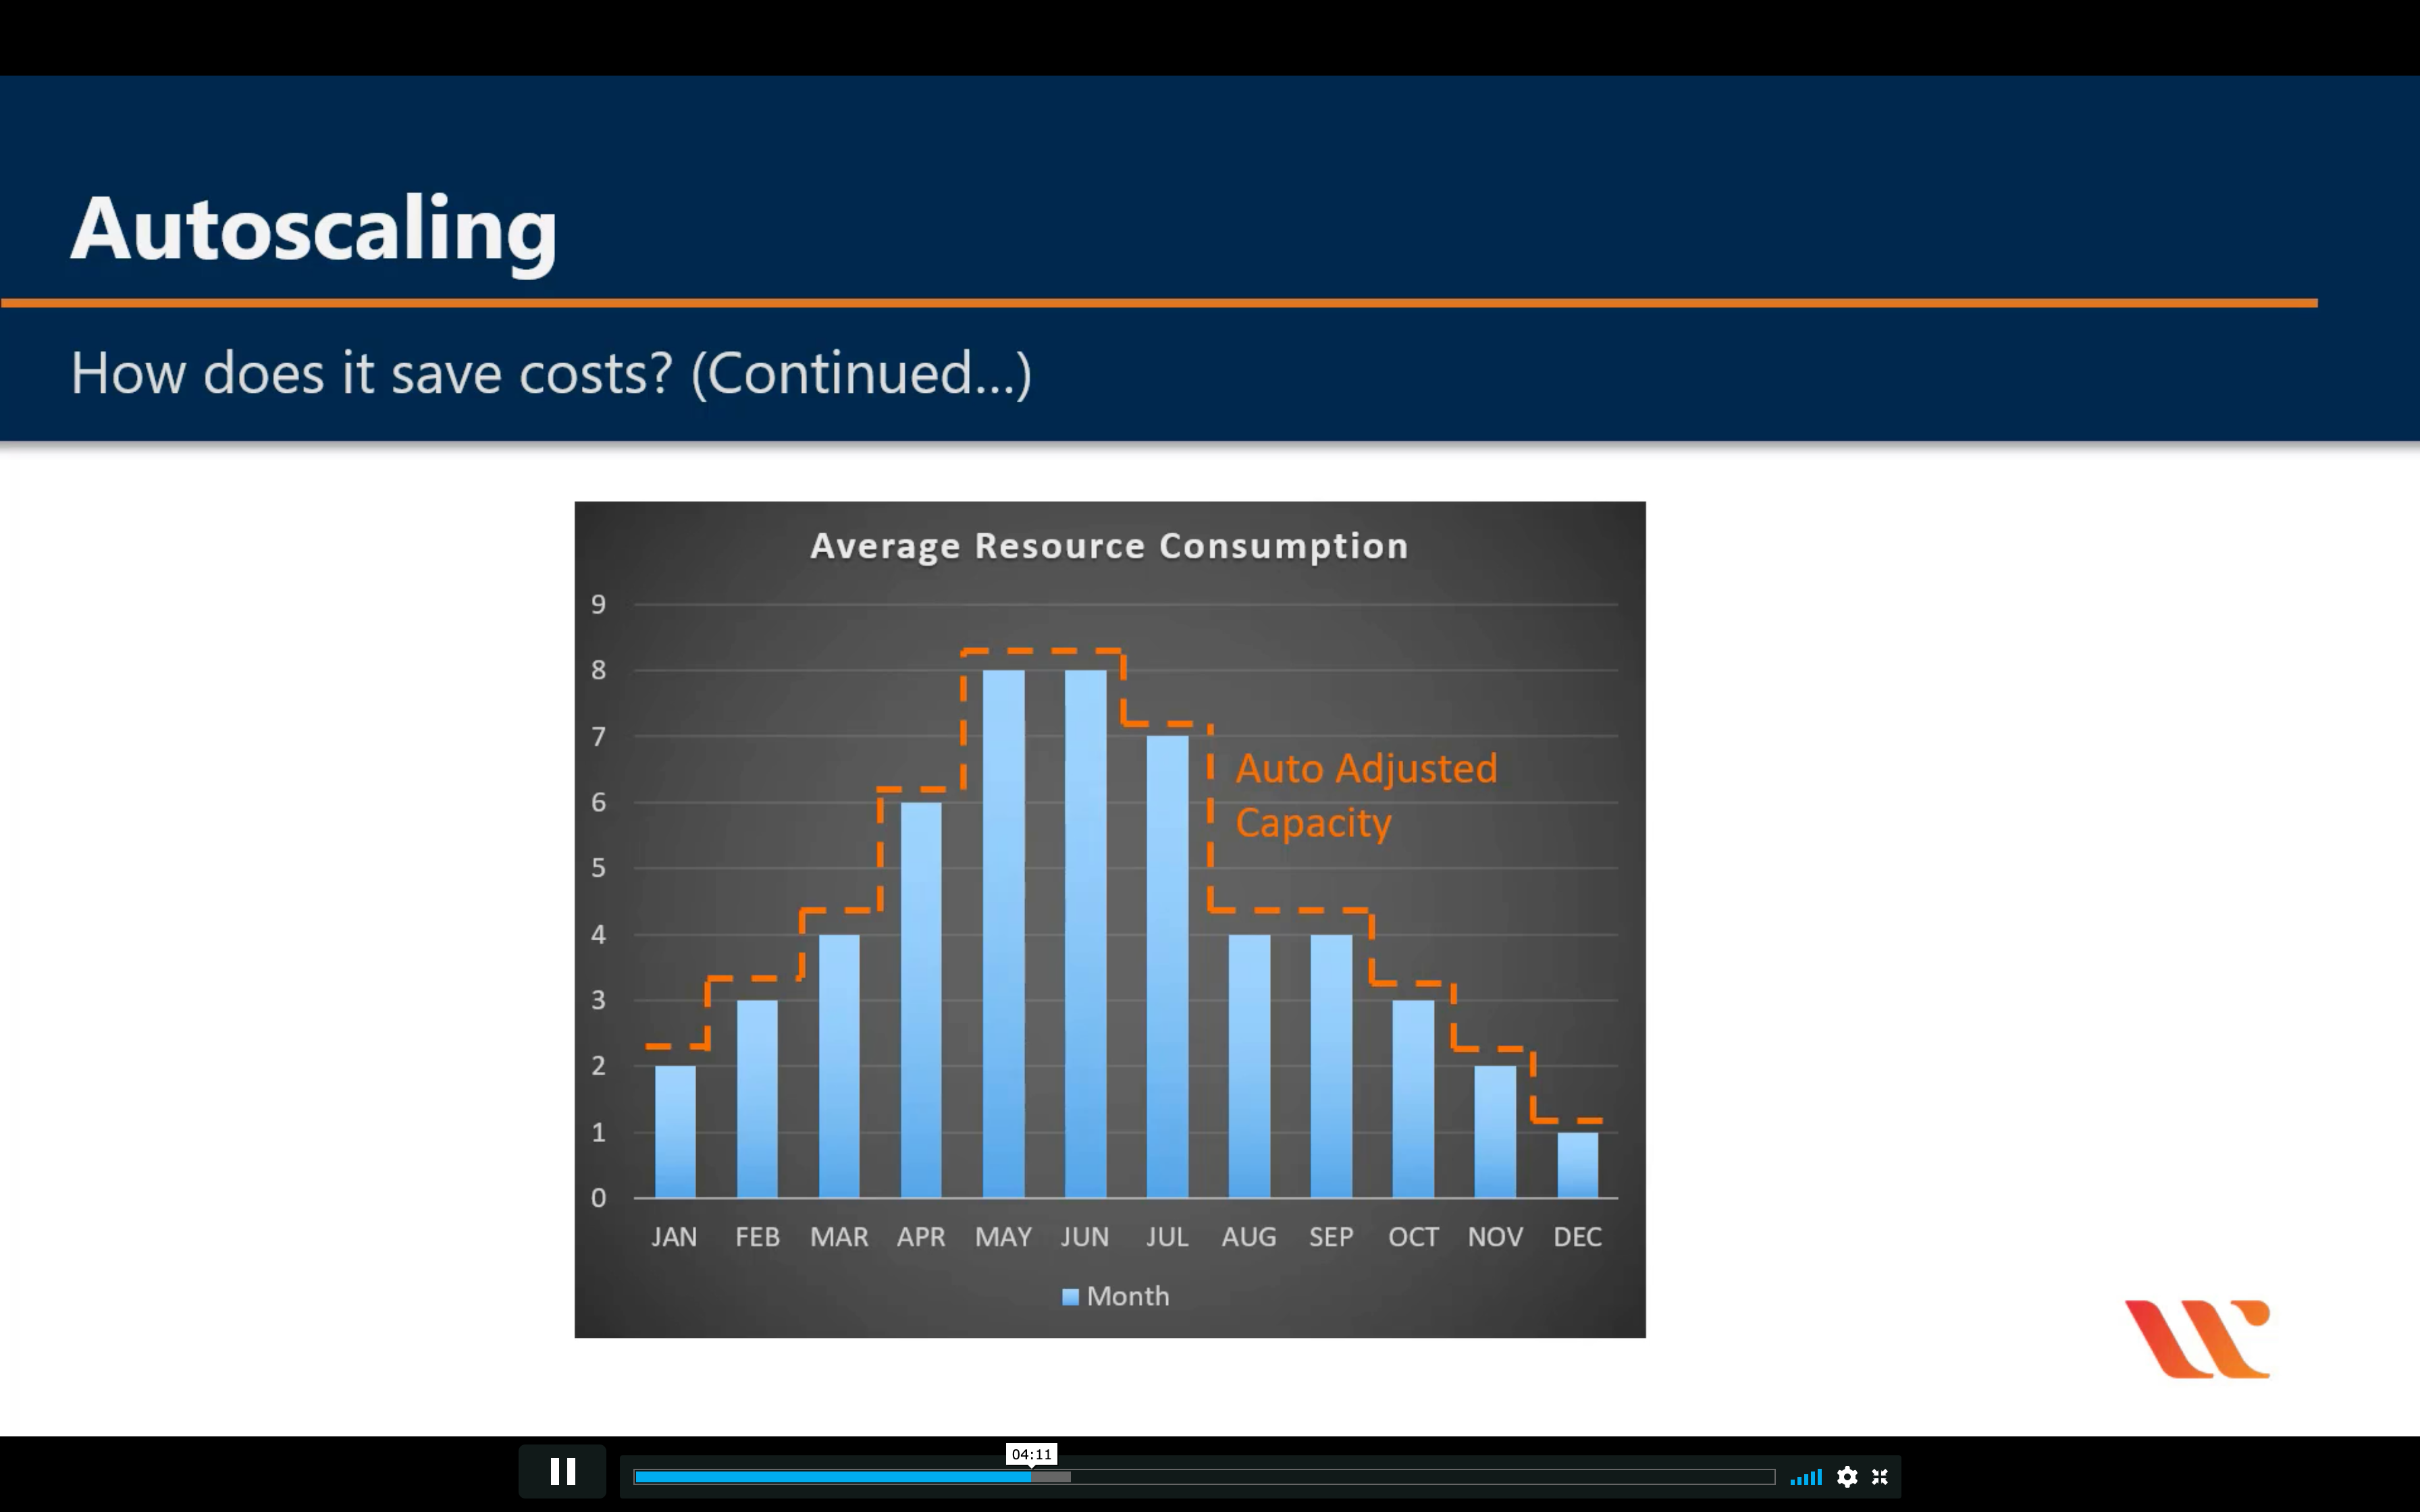 Autoscaling
How does it save costs? (Continued...)
Average Resource Consumption
9
8
7
6
5
4
3
2
1
0
Auto Adjusted
Capacity
JAN FEB MAR APR MAY JUN JUL AUG SEP OCT NOV DEC
Month
04:11